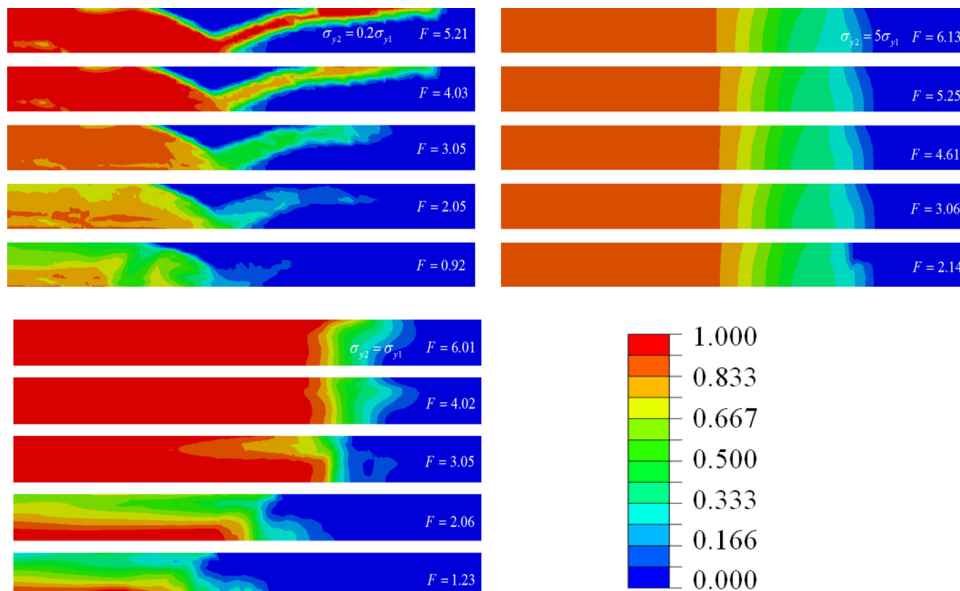 σy2 = 0.2σy1 F = 5.21
F = 4.03
F = 3.05
F = 2.05
F = 0.92
σy2 = 5σy1 F = 6.13
F = 5.25
F = 4.61
F = 3.06
F = 2.14
σy2 = σy1 F = 6.01
F = 4.02
F = 3.05
F = 2.06
F = 1.23
1.000
0.833
0.667
0.500
0.333
0.166
0.000